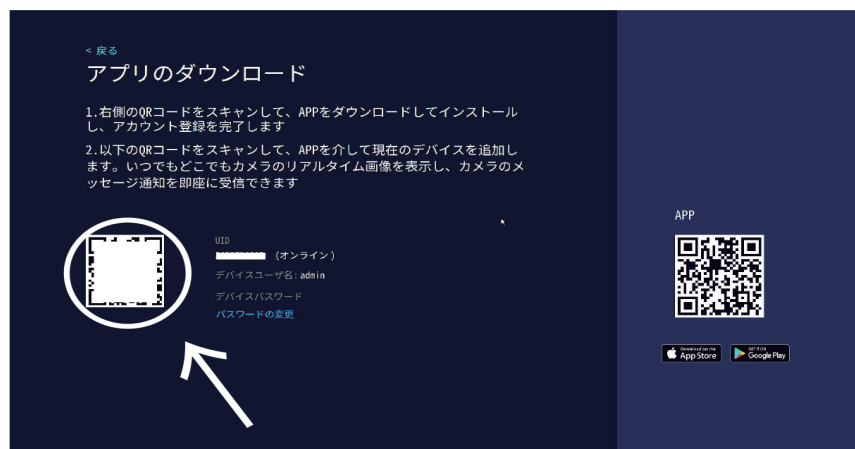 < 戻る
アプリのダウンロード
1.右側のQRコードをスキャンして、APPをダウンロードしてインストール
し、アカウント登録を完了します
2.以下のQRコードをスキャンして、APPを介して現在のデバイスを追加し
ます。いつでもどこでもカメラのリアルタイム画像を表示し、カメラのメ
ッセージ通知を即座に受信できます
UID
(オンライン)
デバイスユーザ名:admin
デバイスパスワード
パスワードの変更
APP
Download on the
App Store
GET IT ON
Google Play